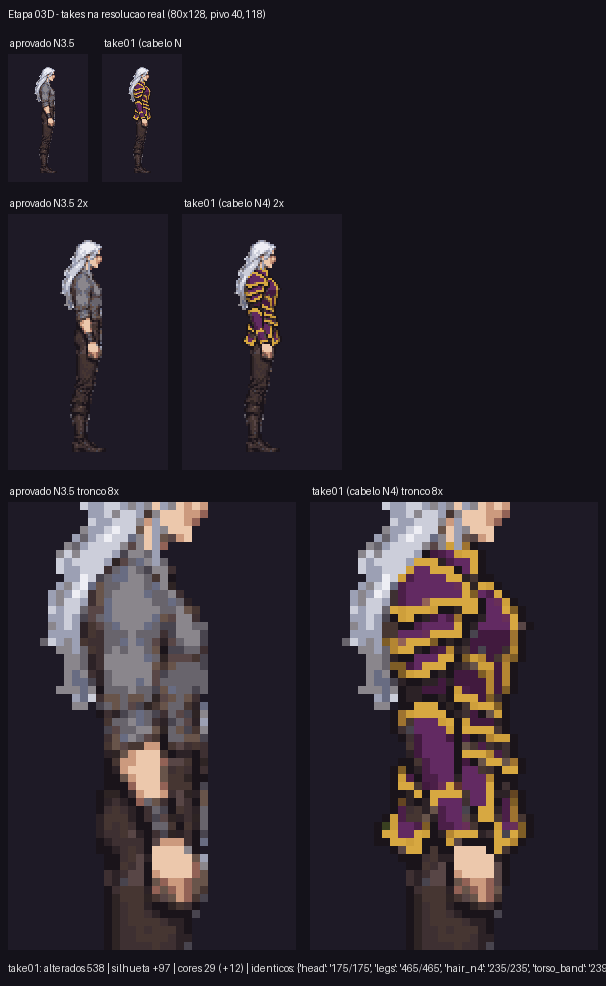 Etapa 03D - takes na resolucao real (80x128, pivo 40,118)
aprovado N3.5 take01 (cabelo N
aprovado N3.5 2x take01 (cabelo N4) 2x
aprovado N3.5 tronco 8x take01 (cabelo N4) tronco 8x
take01: alterados 538 | silhueta +97 | cores 29 (+12) | identicos: {'head': '175/175', 'legs': '465/465', 'hair_n4': '235/235', 'torso_band': '239